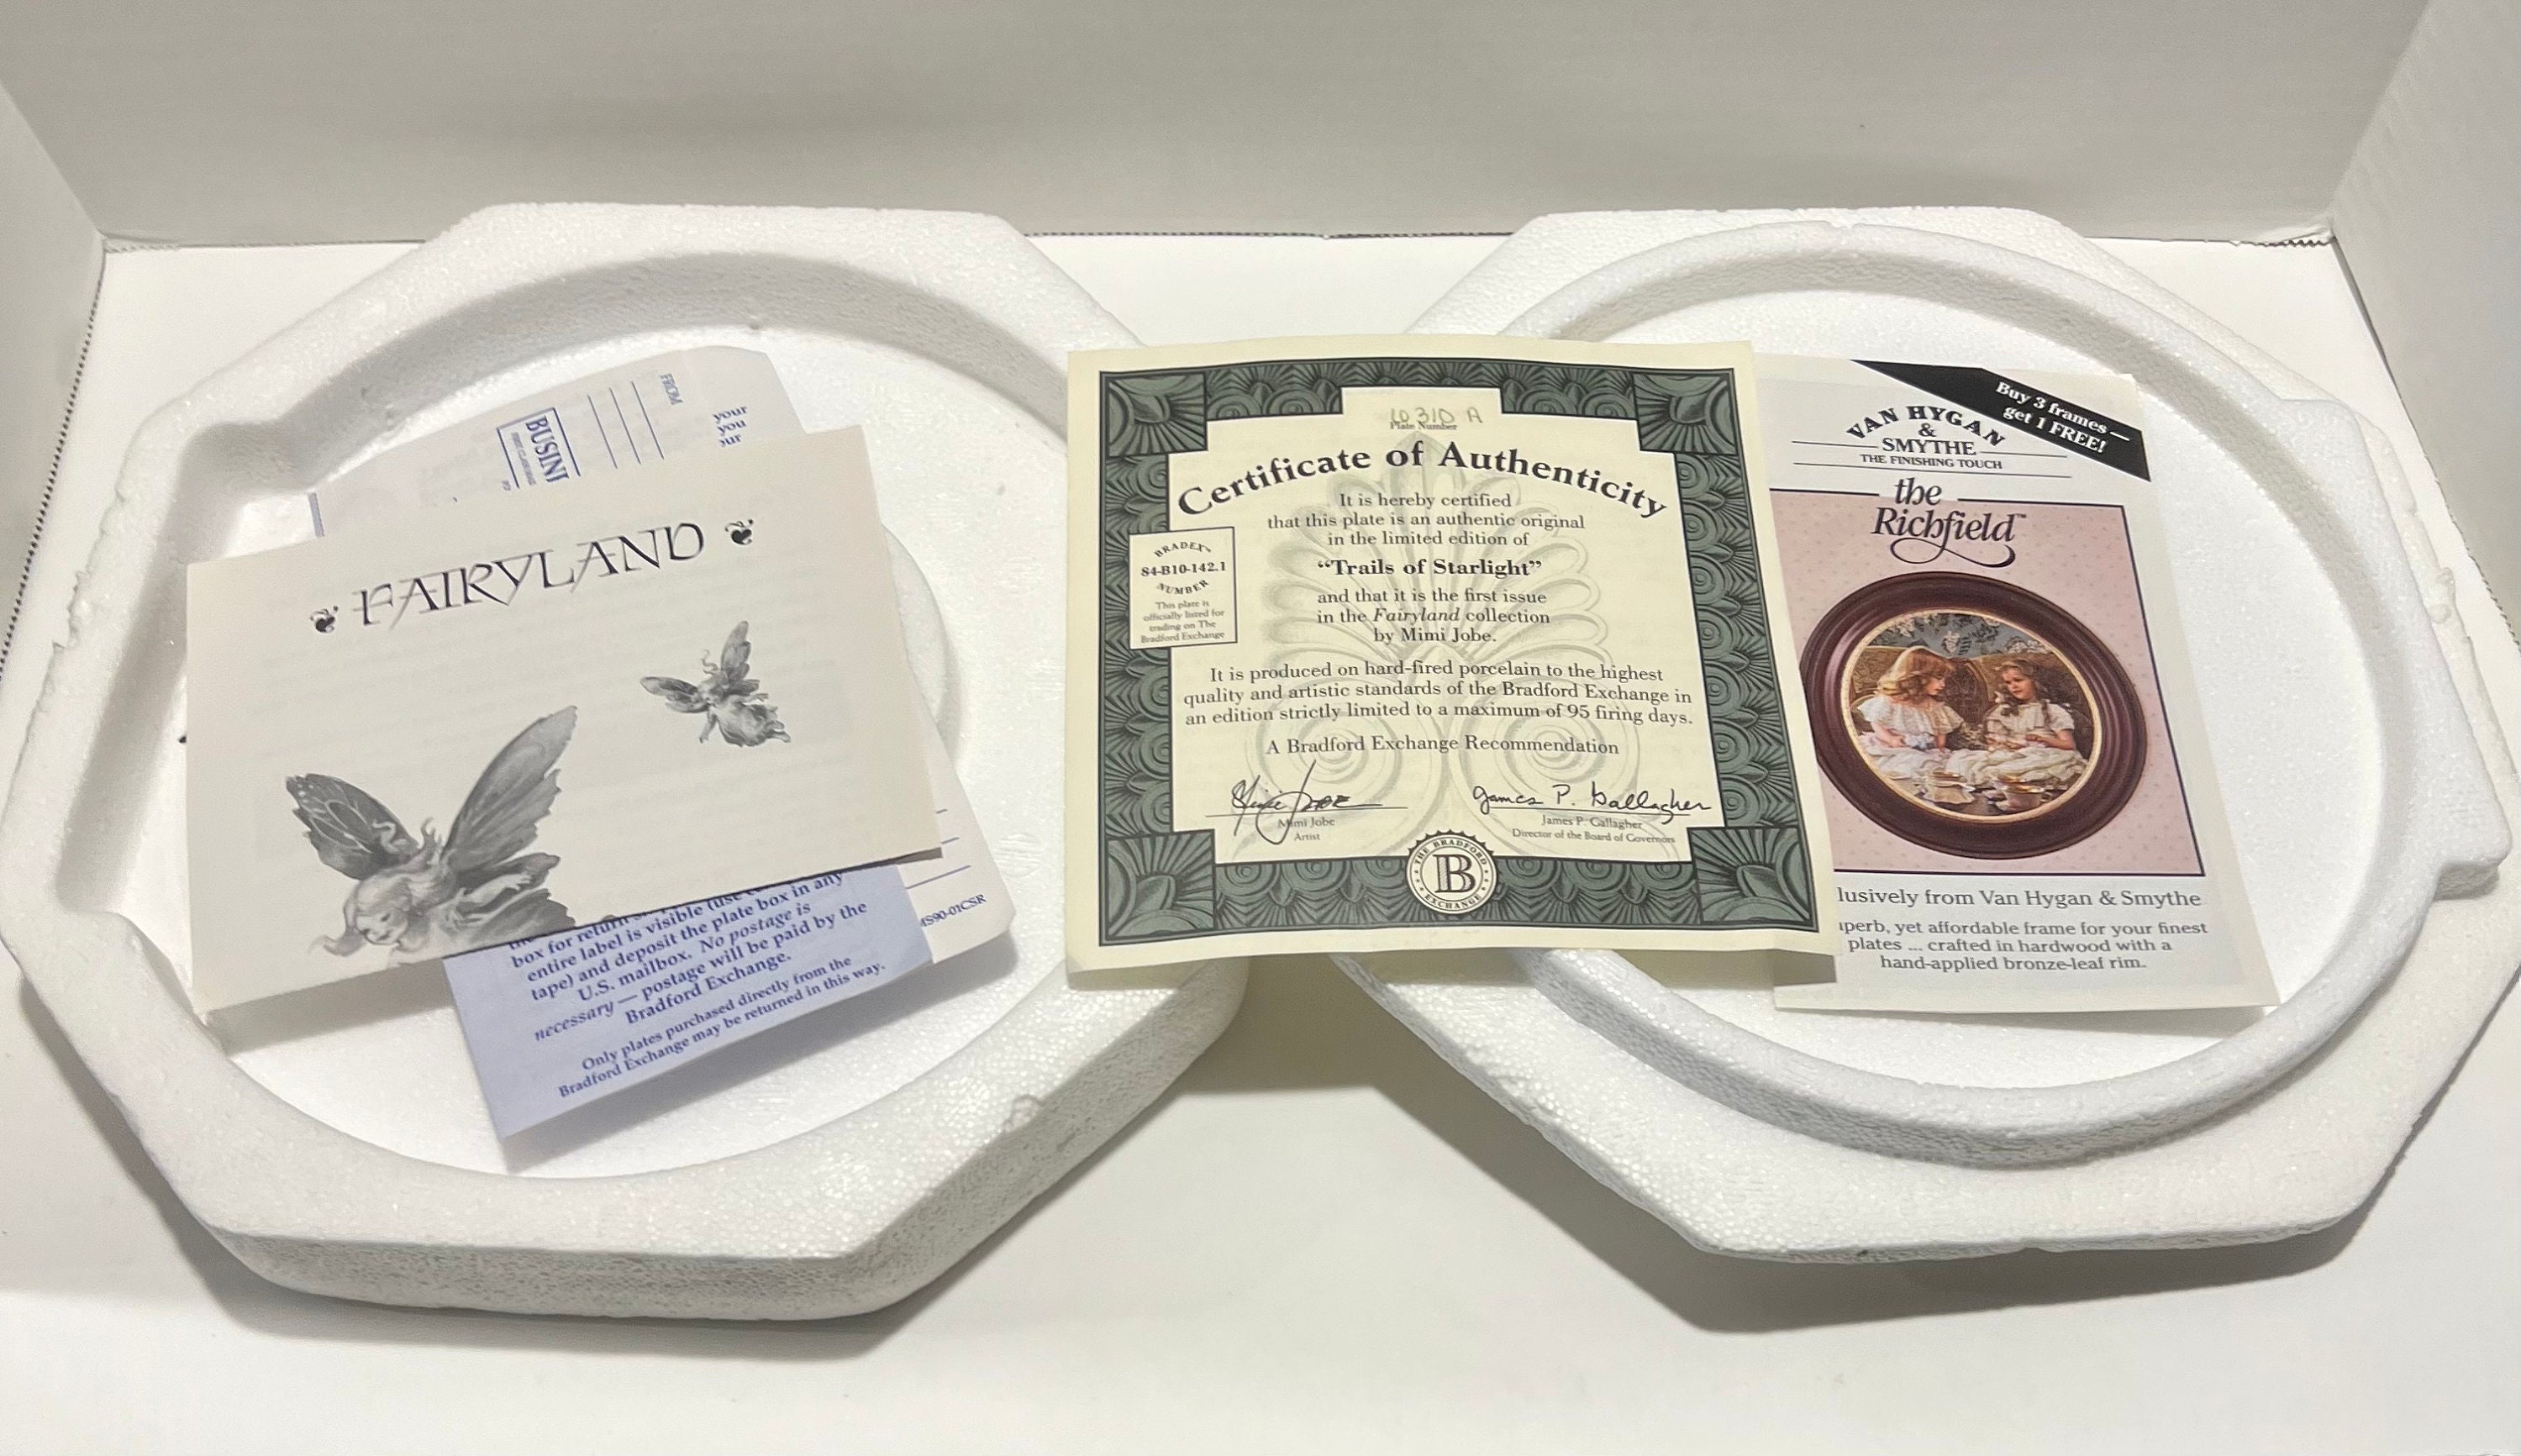 FROM
BUSINI
your
you
ur
FAIRYLAND
box for return
entire label is visible (use
tape) and deposit the plate box in any
U.S. mailbox. No postage is
necessary — postage will be paid by the
Bradford Exchange.
Only plates purchased directly from the
Bradford Exchange may be returned in this way.
MS90-01CSR
A
Plate Number
Certificate of Authenticity
It is hereby certified
that this plate is an authentic original
in the limited edition of
“Trails of Starlight”
and that it is the first issue
in the Fairyland collection
by Mimi Jobe.
BRADEX™
84-B10-142.1
NUMBER
This plate is
officially listed for
trading on The
Bradford Exchange
It is produced on hard-fired porcelain to the highest
quality and artistic standards of the Bradford Exchange in
an edition strictly limited to a maximum of 95 firing days.
A Bradford Exchange Recommendation
Mimi Jobe
Mimi Jobe
Artist
James P. Gallagher
James P. Gallagher
Director of the Board of Governors
THE BRADFORD
B
EXCHANGE
Buy 3 frames —
get 1 FREE!
VAN HYGAN
&
SMYTHE
THE FINISHING TOUCH
the
Richfield™
lusively from Van Hygan & Smythe
perb, yet affordable frame for your finest
plates ... crafted in hardwood with a
hand-applied bronze-leaf rim.